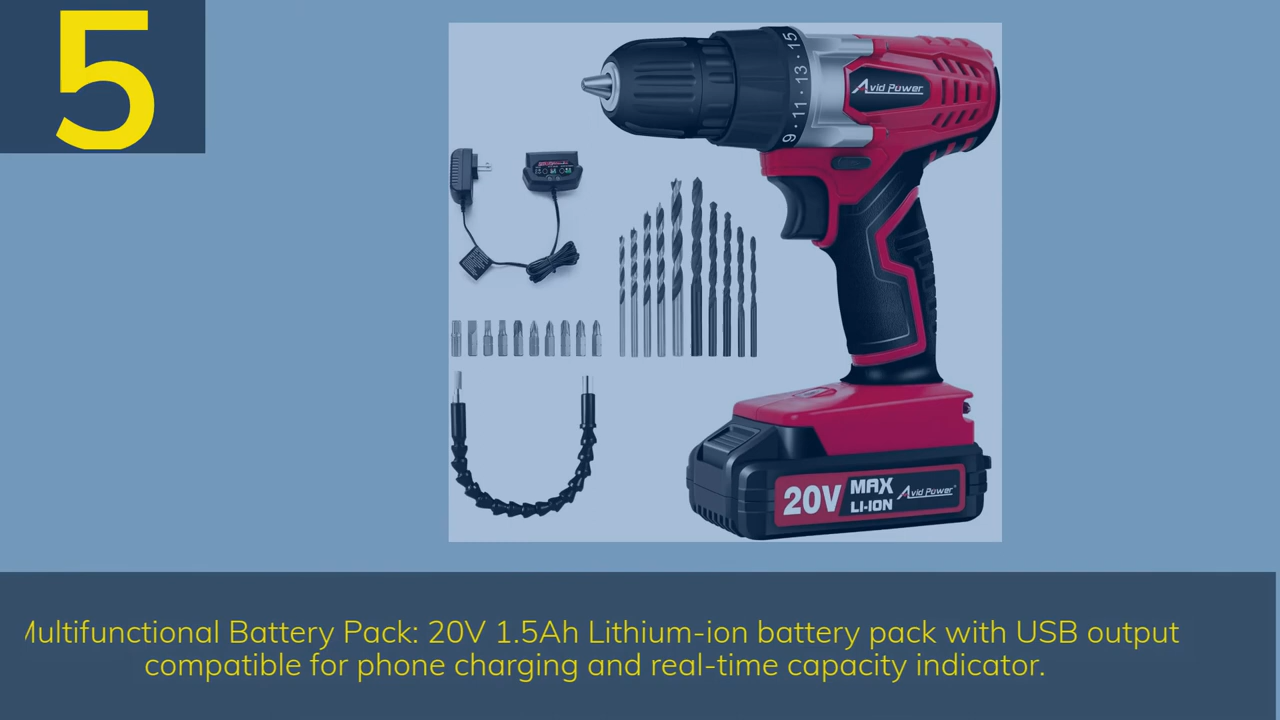 5
Avid Power
9 · 11 · 13 · 15
20V MAX LI-ION Avid Power
Multifunctional Battery Pack: 20V 1.5Ah Lithium-ion battery pack with USB output
compatible for phone charging and real-time capacity indicator.